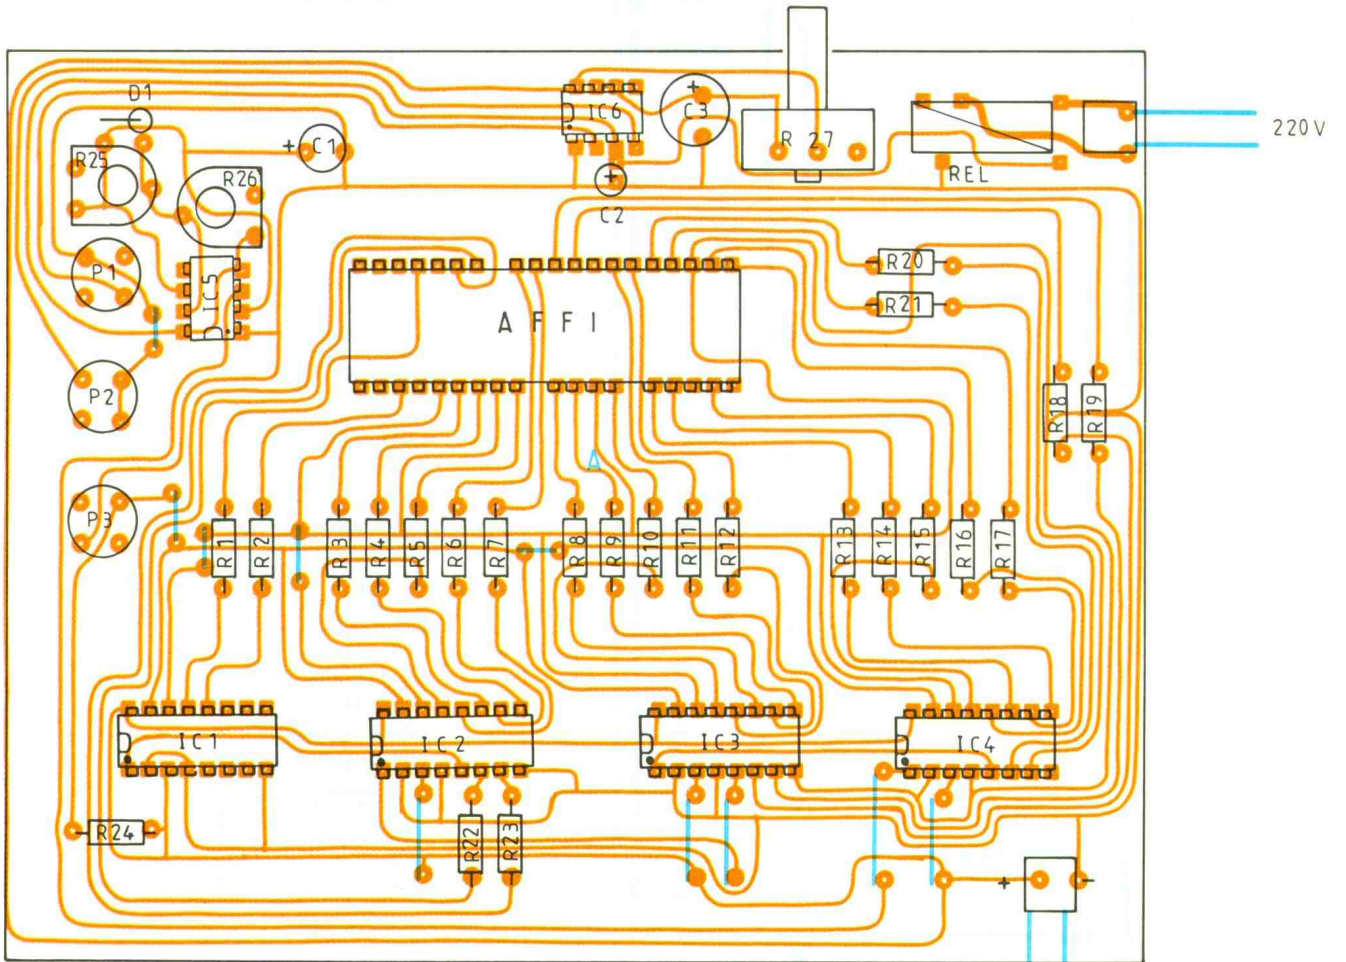 D1
+ C1
IC6
+ C3
R 27
REL
220V
R25
R26
C2
P1
IC5
A F F I
R20
R21
P2
R18
R19
P3
R1
R2
R3
R4
R5
R6
R7
R8
R9
R10
R11
R12
R13
R14
R15
R16
R17
IC1
IC2
IC3
IC4
R24
R22
R23
+ -